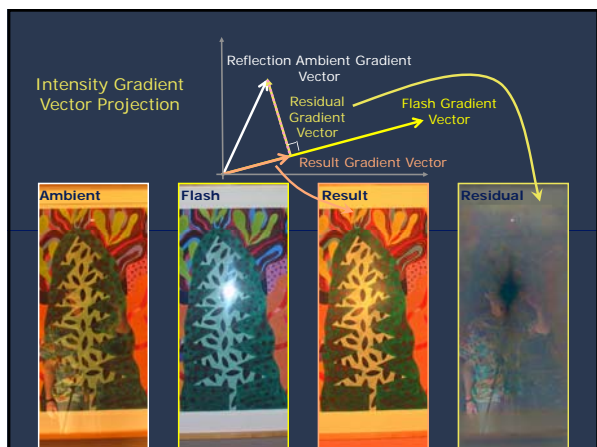 Intensity Gradient
Vector Projection
Reflection Ambient Gradient
Vector
Residual
Gradient
Vector
Flash Gradient
Vector
Result Gradient Vector
Ambient
Flash
Result
Residual